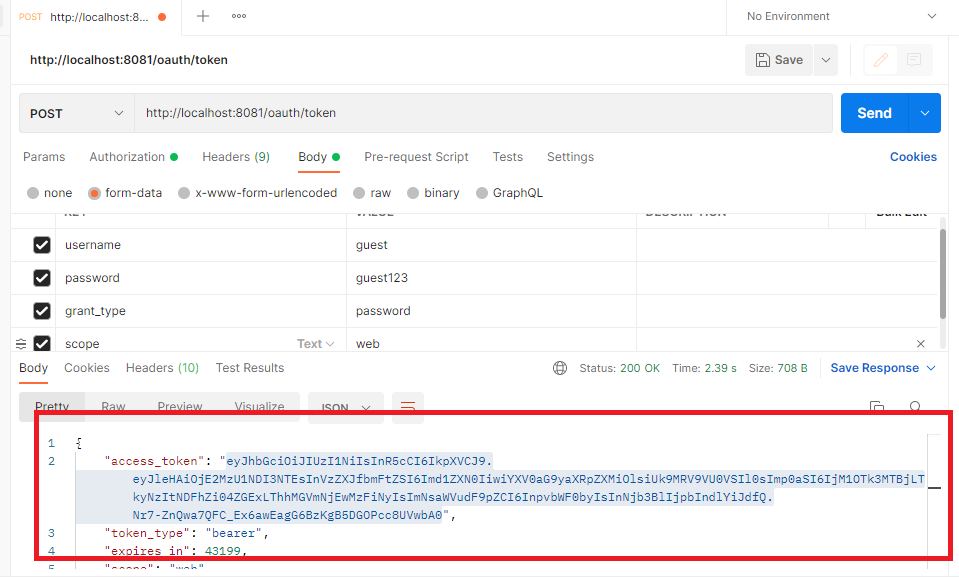 POST http://localhost:8... + ooo No Environment
http://localhost:8081/oauth/token Save
POST http://localhost:8081/oauth/token Send
Params Authorization Headers (9) Body Pre-request Script Tests Settings Cookies
none form-data x-www-form-urlencoded raw binary GraphQL
KEY VALUE DESCRIPTION Bulk Edit
username guest
password guest123
grant_type password
scope Text web
Body Cookies Headers (10) Test Results Status: 200 OK Time: 2.39 s Size: 708 B Save Response
Pretty Raw Preview Visualize JSON
1 {
2 "access_token": "eyJhbGciOiJIUzI1NiIsInR5cCI6IkpXVCJ9.
eyJleHAiOjE2MzU1NDI3NTEsInVzZXJfbmFtZSI6Imd1ZXN0IiwiYXV0aG9yaXRpZXMiOlsiUk9MRV9VU0VSIl0sImp0aSI6IjM1OTk3MTBjLT
kyNzItNDFhZi04ZGExLThhMGVmNjEwMzFiNyIsImNsaWVudF9pZCI6InpvbWF0byIsInNjb3BlIjpbIndlYiJdfQ.
Nr7-ZnQwa7QFC_Ex6awEagG6BzKgB5DGOPcc8UVwbA0",
3 "token_type": "bearer",
4 "expires_in": 43199,
5 "scope": "web"